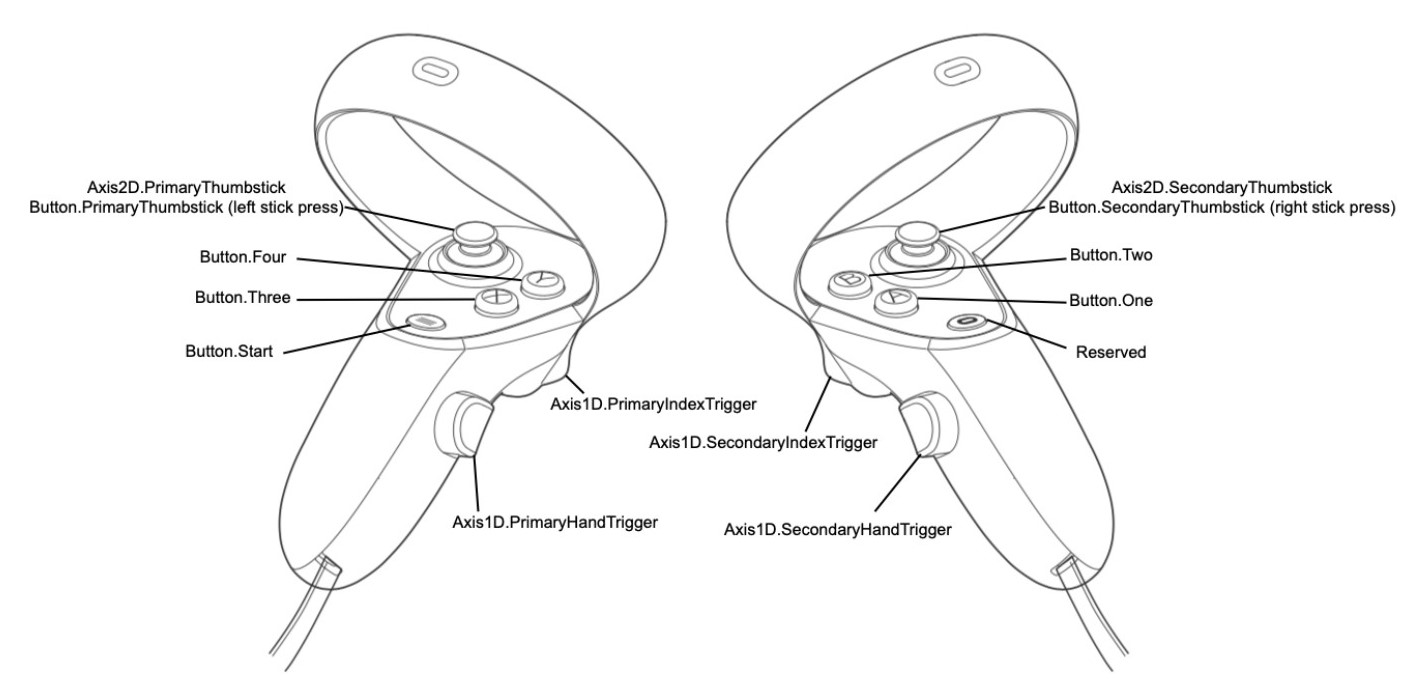 Axis2D.PrimaryThumbstick
Button.PrimaryThumbstick (left stick press)
Button.Four
Button.Three
Button.Start
Axis1D.PrimaryIndexTrigger
Axis1D.PrimaryHandTrigger
Y
X
Axis2D.SecondaryThumbstick
Button.SecondaryThumbstick (right stick press)
Button.Two
Button.One
Reserved
Axis1D.SecondaryIndexTrigger
Axis1D.SecondaryHandTrigger
B
A